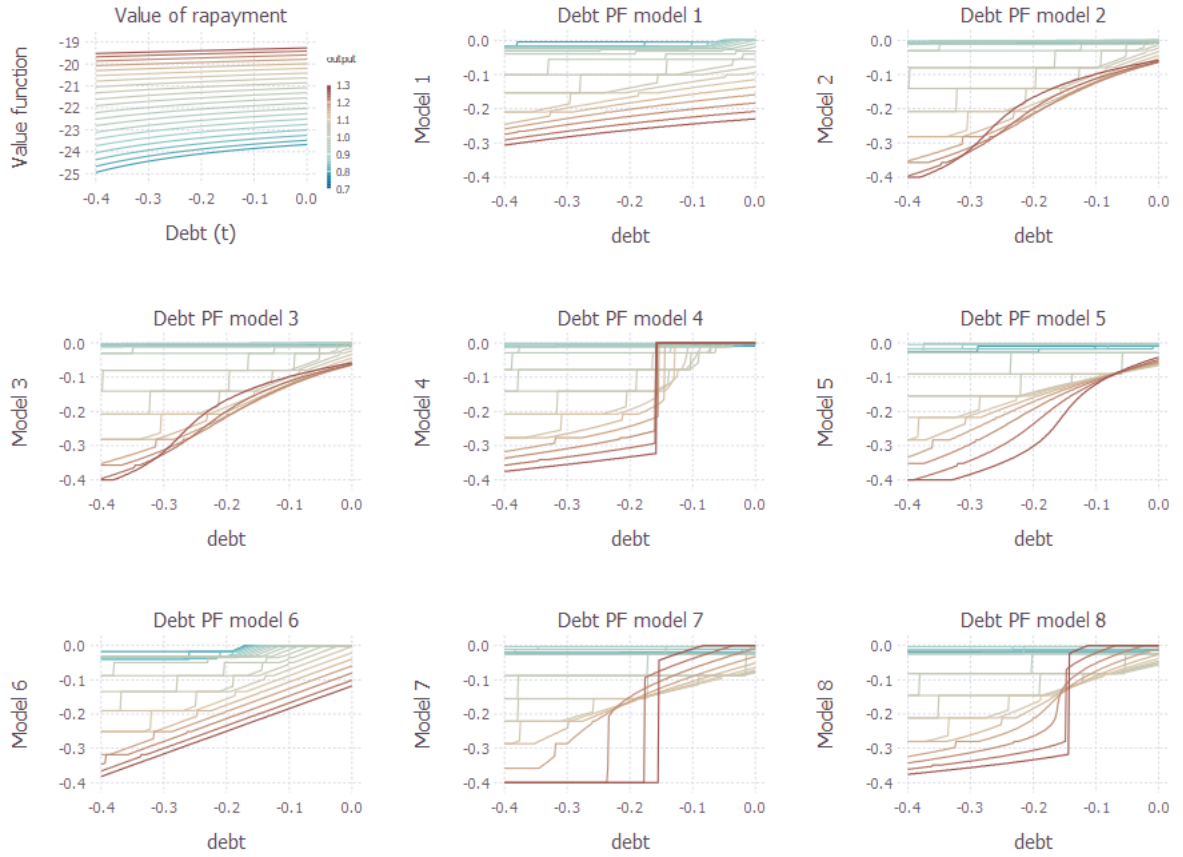 Value of rapayment
Value function
-19
-20
-21
-22
-23
-24
-25
-0.4 -0.3 -0.2 -0.1 0.0
Debt (t)
output
1.3
1.2
1.1
1.0
0.9
0.8
0.7
Debt PF model 1
Model 1
0.0
-0.1
-0.2
-0.3
-0.4
-0.4 -0.3 -0.2 -0.1 0.0
debt
Debt PF model 2
Model 2
0.0
-0.1
-0.2
-0.3
-0.4
-0.4 -0.3 -0.2 -0.1 0.0
debt
Debt PF model 3
Model 3
0.0
-0.1
-0.2
-0.3
-0.4
-0.4 -0.3 -0.2 -0.1 0.0
debt
Debt PF model 4
Model 4
0.0
-0.1
-0.2
-0.3
-0.4
-0.4 -0.3 -0.2 -0.1 0.0
debt
Debt PF model 5
Model 5
0.0
-0.1
-0.2
-0.3
-0.4
-0.4 -0.3 -0.2 -0.1 0.0
debt
Debt PF model 6
Model 6
0.0
-0.1
-0.2
-0.3
-0.4
-0.4 -0.3 -0.2 -0.1 0.0
debt
Debt PF model 7
Model 7
0.0
-0.1
-0.2
-0.3
-0.4
-0.4 -0.3 -0.2 -0.1 0.0
debt
Debt PF model 8
Model 8
0.0
-0.1
-0.2
-0.3
-0.4
-0.4 -0.3 -0.2 -0.1 0.0
debt